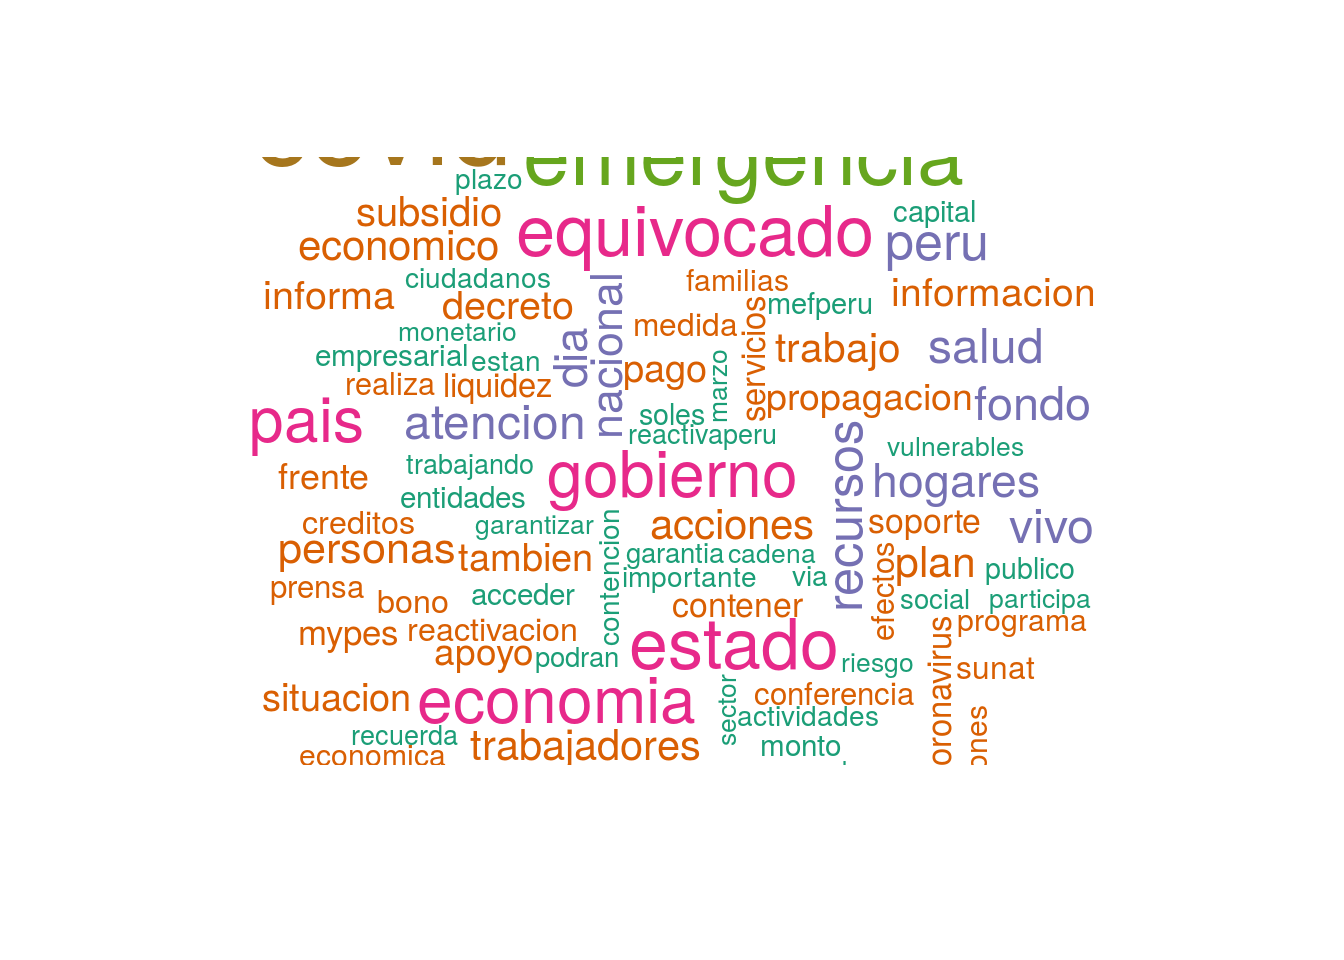 covid
emergencia
plazo
subsidio
equivocado
capital
economico
peru
ciudadanos
familias
informa
decreto
nacional
mefperu
informacion
monetario
dia
medida
servicios
trabajo
salud
empresarial
estan
pago
marzo
realiza
liquidez
propagacion
fondo
pais
atencion
soles
reactivaperu
recursos
vulnerables
frente
trabajando
gobierno
hogares
entidades
creditos
garantizar
contencion
acciones
soporte
vivo
personas
tambien
garantia
cadena
efectos
plan
publico
prensa
bono
acceder
importante
via
contener
social
participa
mypes
reactivacion
estado
oronavirus
programa
apoyo
podran
riesgo
sunat
situacion
economia
sector
conferencia
actividades
ones
recuerda
economica
trabajadores
monto